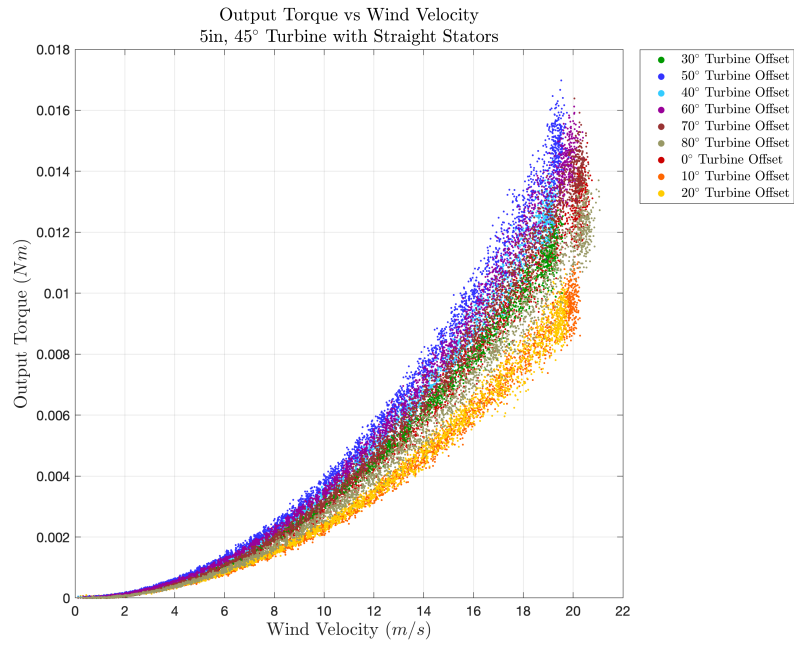 Output Torque vs Wind Velocity
5in, 45° Turbine with Straight Stators
30° Turbine Offset
50° Turbine Offset
40° Turbine Offset
60° Turbine Offset
70° Turbine Offset
80° Turbine Offset
0° Turbine Offset
10° Turbine Offset
20° Turbine Offset
Output Torque (Nm)
0.018
0.016
0.014
0.012
0.01
0.008
0.006
0.004
0.002
0
0 2 4 6 8 10 12 14 16 18 20 22
Wind Velocity (m/s)